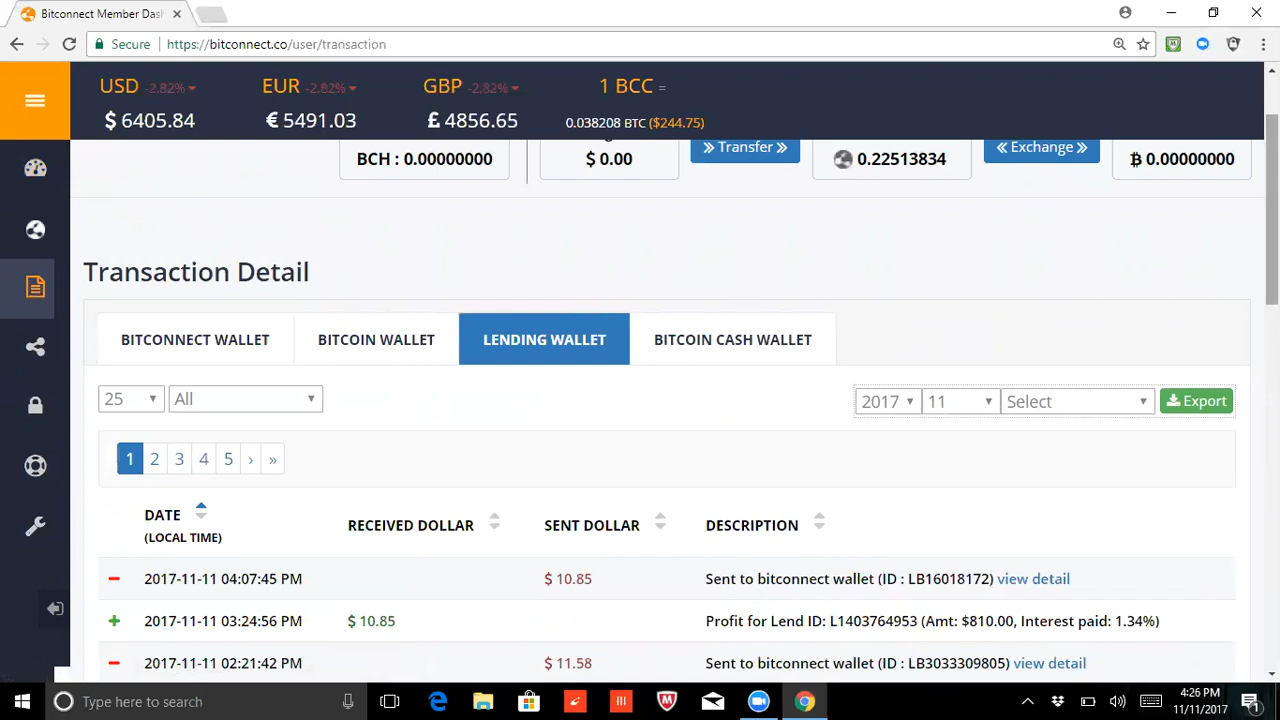 Bitconnect Member Das
Secure https://bitconnect.co/user/transaction
USD -2.82% EUR -2.82% GBP -2.82% 1 BCC =
$ 6405.84 € 5491.03 £ 4856.65 0.038208 BTC ($244.75)
BCH : 0.00000000 $ 0.00 Transfer 0.22513834 Exchange 0.00000000
Transaction Detail
BITCONNECT WALLET BITCOIN WALLET LENDING WALLET BITCOIN CASH WALLET
25 All 2017 11 Select Export
1 2 3 4 5 › »
DATE RECEIVED DOLLAR SENT DOLLAR DESCRIPTION
(LOCAL TIME)
2017-11-11 04:07:45 PM $ 10.85 Sent to bitconnect wallet (ID : LB16018172) view detail
2017-11-11 03:24:56 PM $ 10.85 Profit for Lend ID: L1403764953 (Amt: $810.00, Interest paid: 1.34%)
2017-11-11 02:21:42 PM $ 11.58 Sent to bitconnect wallet (ID : LB3033309805) view detail
Type here to search 4:26 PM
11/11/2017